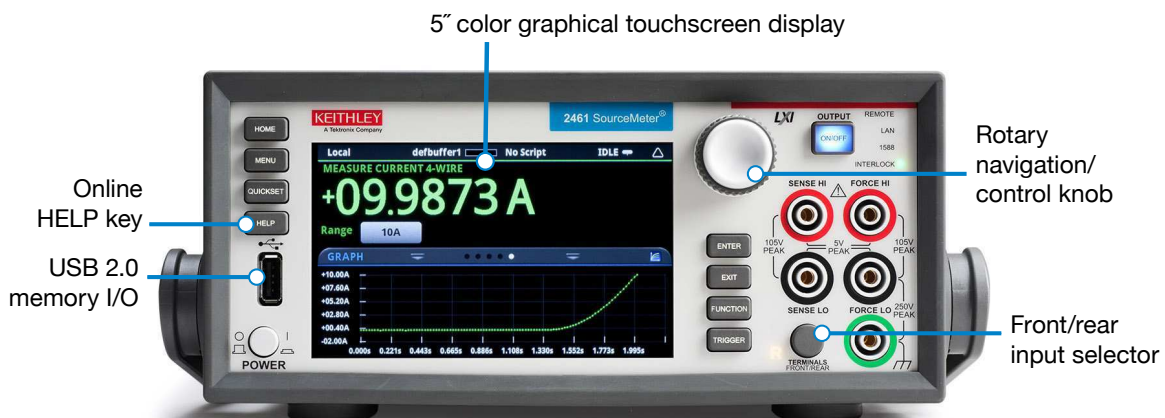 5″ color graphical touchscreen display
KEITHLEY
A Tektronix Company
2461 SourceMeter®
LXI
OUTPUT
ON/OFF
REMOTE
LAN
1588
INTERLOCK
HOME
MENU
QUICKSET
HELP
Local defbuffer1 No Script IDLE
MEASURE CURRENT 4-WIRE
+09.9873 A
Range 10A
GRAPH
+10.00A
+07.60A
+05.20A
+02.80A
+00.40A
-02.00A
0.000s 0.221s 0.443s 0.665s 0.886s 1.108s 1.330s 1.552s 1.773s 1.995s
Online
HELP key
USB 2.0
memory I/O
POWER
ENTER
EXIT
FUNCTION
TRIGGER
SENSE HI
FORCE HI
105V
PEAK
5V
PEAK
105V
PEAK
SENSE LO
FORCE LO
250V
PEAK
R
TERMINALS
FRONT/REAR
Rotary
navigation/
control knob
Front/rear
input selector